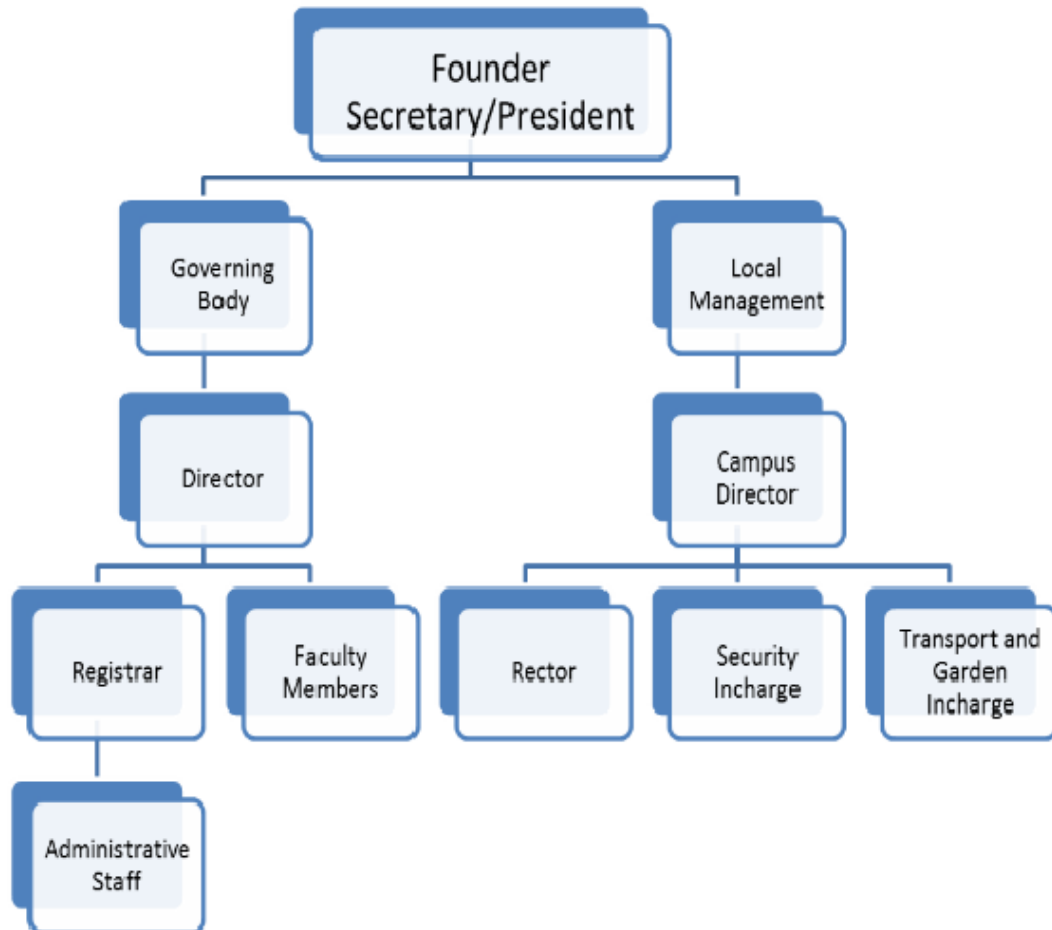 Founder
Secretary/President
Governing
Body
Local
Management
Director
Campus
Director
Registrar
Faculty
Members
Rector
Security
Incharge
Transport and
Garden
Incharge
Administrative
Staff